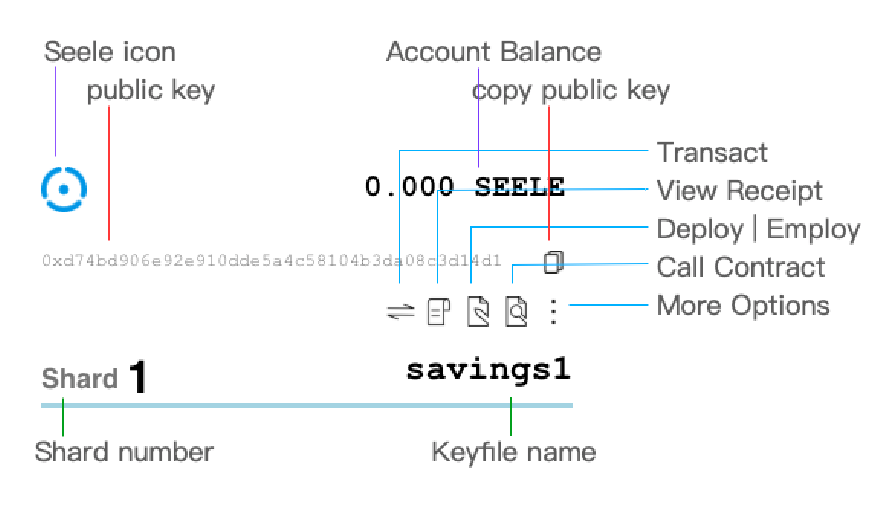 Seele icon
Account Balance
public key
copy public key
Transact
0.000 SEELE
View Receipt
Deploy | Employ
0xd74bd906e92e910dde5a4c58104b3da08c3d14d1
Call Contract
More Options
Shard 1
savings1
Shard number
Keyfile name